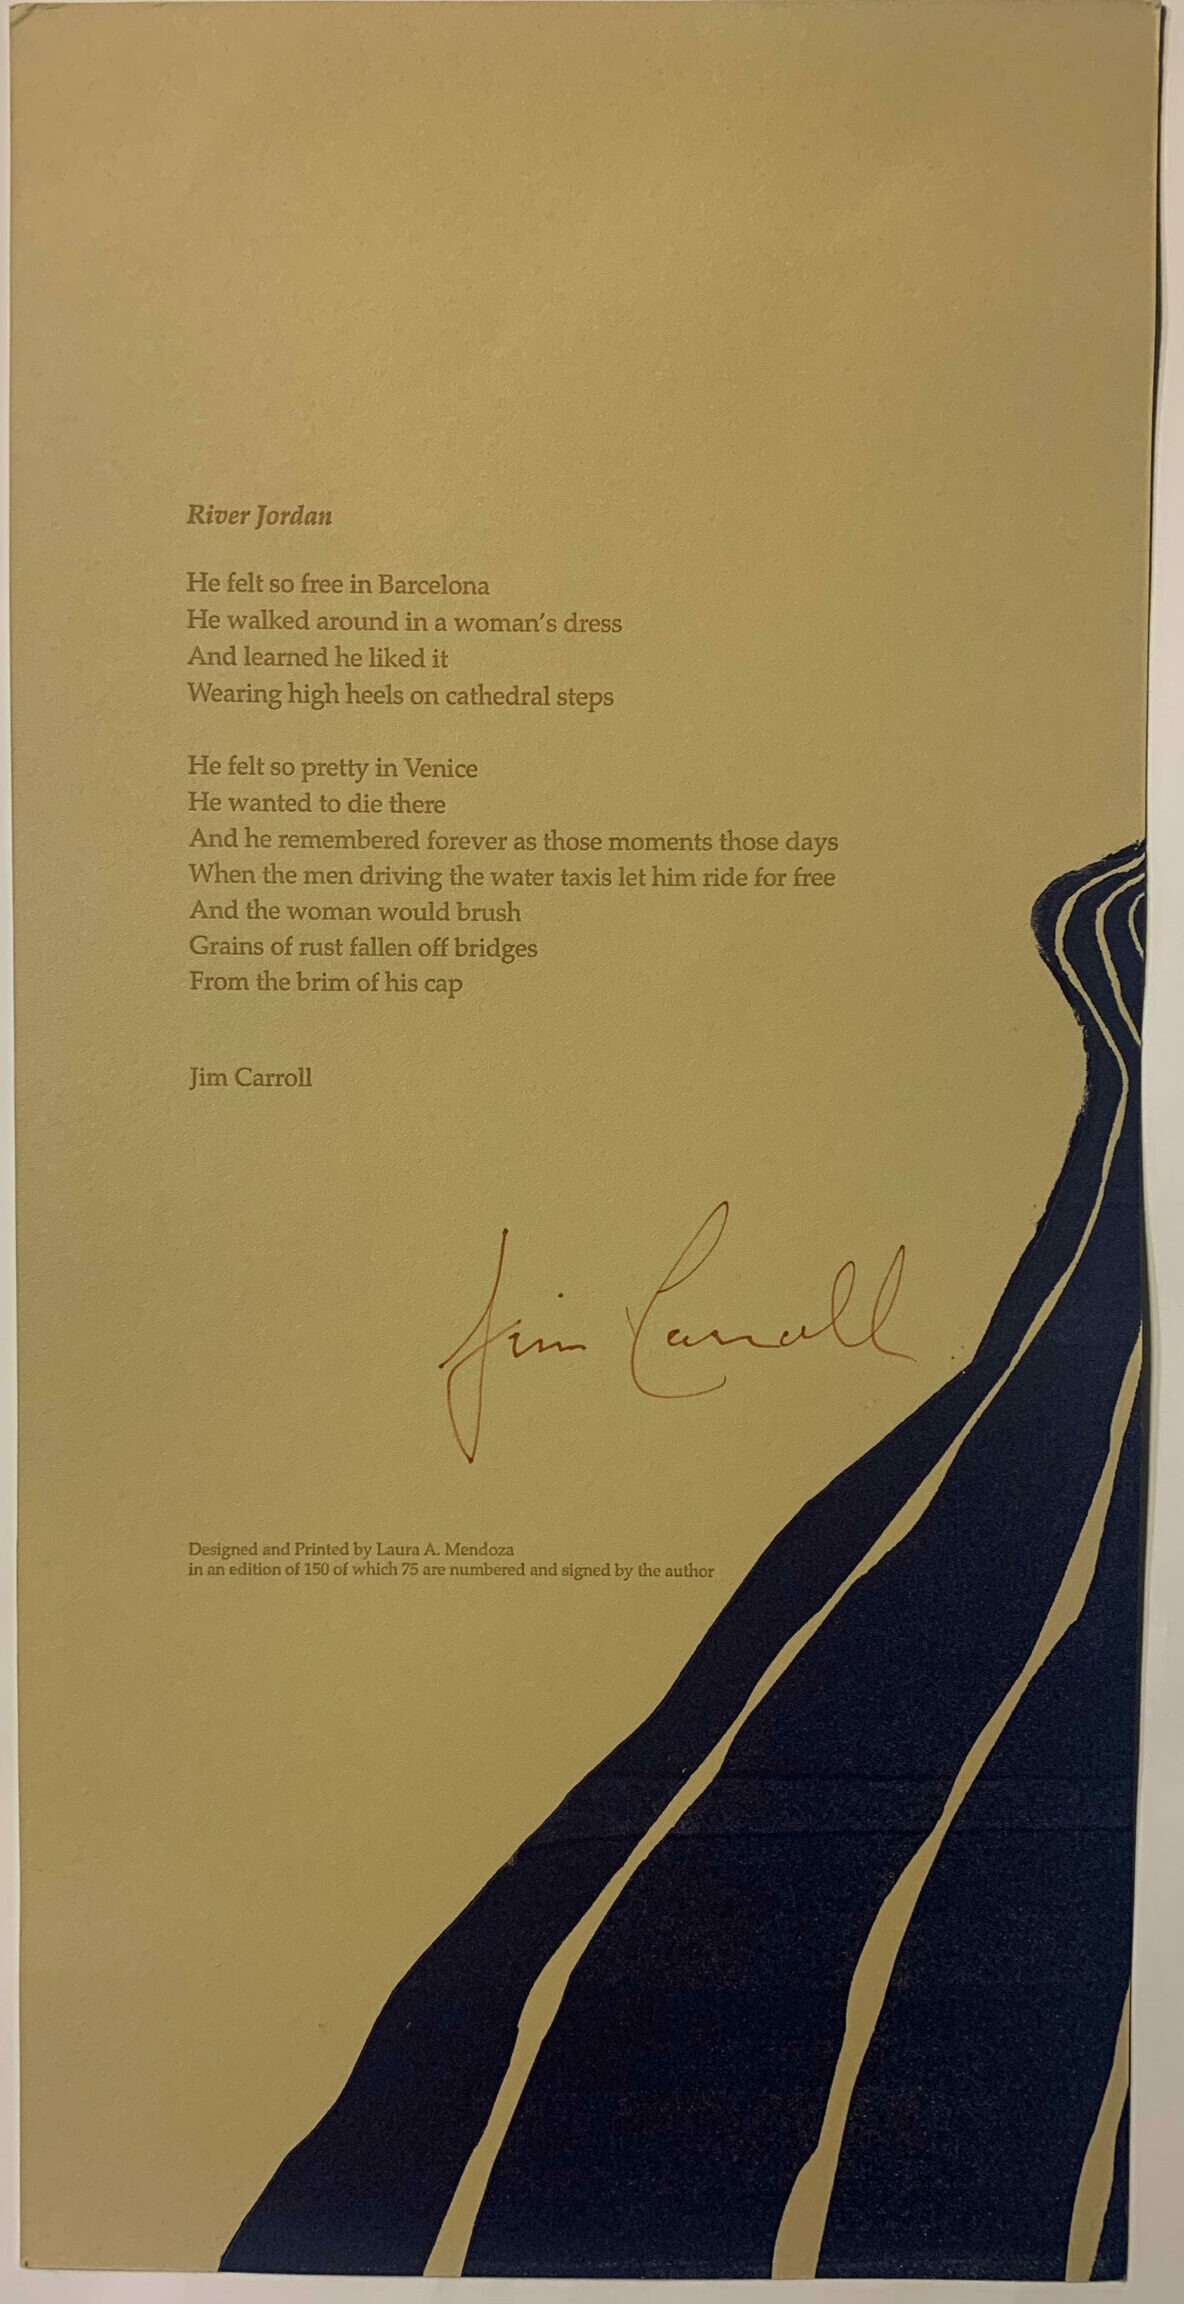 River Jordan
He felt so free in Barcelona
He walked around in a woman's dress
And learned he liked it
Wearing high heels on cathedral steps
He felt so pretty in Venice
He wanted to die there
And he remembered forever as those moments those days
When the men driving the water taxis let him ride for free
And the woman would brush
Grains of rust fallen off bridges
From the brim of his cap
Jim Carroll
Jim Carroll
Designed and Printed by Laura A. Mendoza
in an edition of 150 of which 75 are numbered and signed by the author